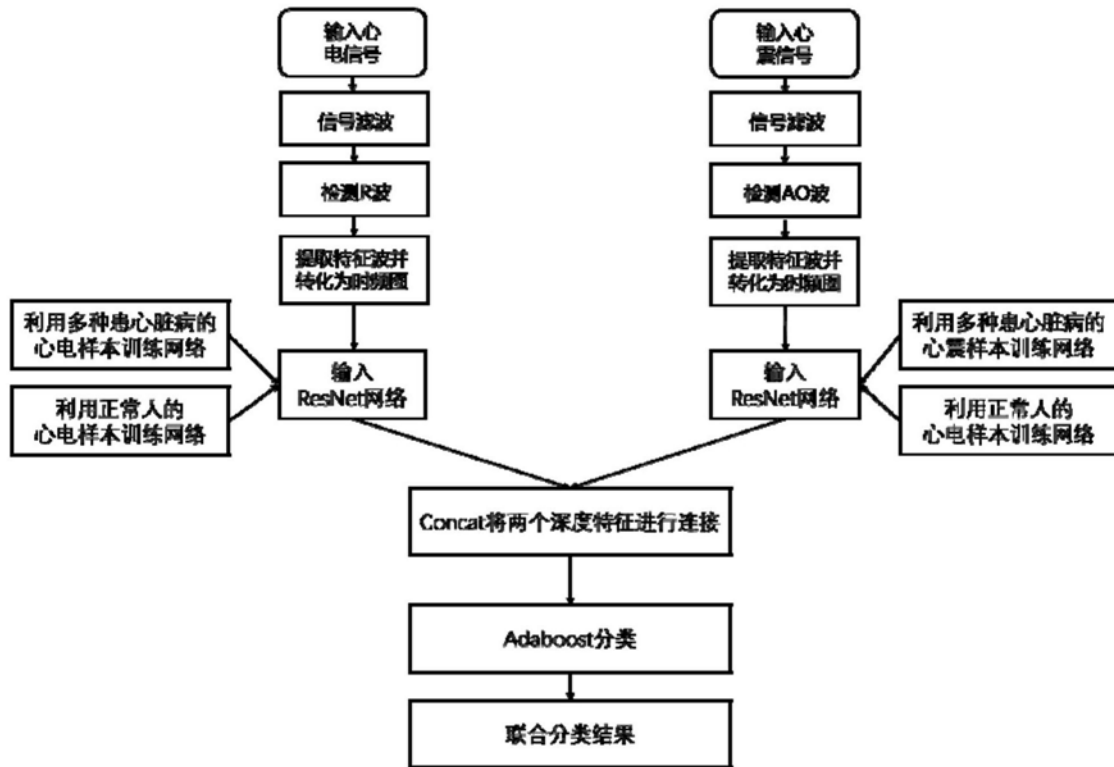 输入心
电信号
输入心
震信号
信号滤波
信号滤波
检测R波
检测AO波
提取特征波并
转化为时频图
提取特征波并
转化为时频图
利用多种患心脏病的
心电样本训练网络
利用正常人的
心电样本训练网络
输入
ResNet网络
输入
ResNet网络
利用多种患心脏病的
心震样本训练网络
利用正常人的
心电样本训练网络
Concat将两个深度特征进行连接
Adaboost分类
联合分类结果